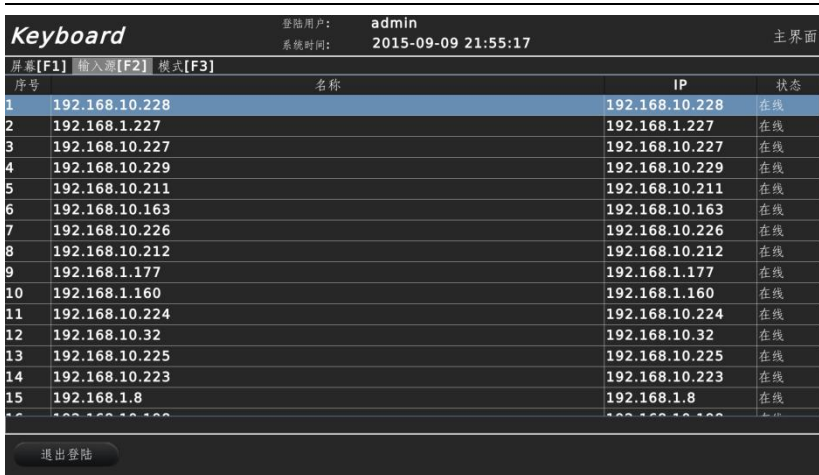 Keyboard
登陆用户: admin
系统时间: 2015-09-09 21:55:17
主界面
屏幕[F1] 输入源[F2] 模式[F3]
序号 名称 IP 状态
1 192.168.10.228 192.168.10.228 在线
2 192.168.1.227 192.168.1.227 在线
3 192.168.10.227 192.168.10.227 在线
4 192.168.10.229 192.168.10.229 在线
5 192.168.10.211 192.168.10.211 在线
6 192.168.10.163 192.168.10.163 在线
7 192.168.10.226 192.168.10.226 在线
8 192.168.10.212 192.168.10.212 在线
9 192.168.1.177 192.168.1.177 在线
10 192.168.1.160 192.168.1.160 在线
11 192.168.10.224 192.168.10.224 在线
12 192.168.10.32 192.168.10.32 在线
13 192.168.10.225 192.168.10.225 在线
14 192.168.10.223 192.168.10.223 在线
15 192.168.1.8 192.168.1.8 在线
退出登陆